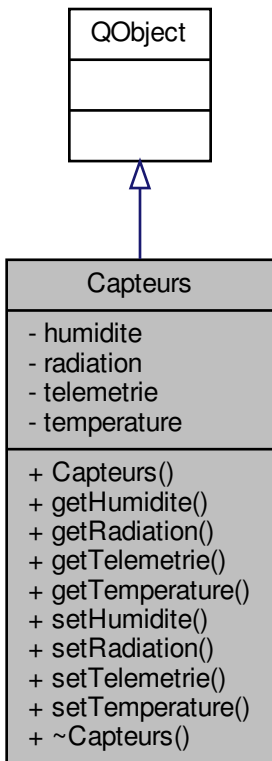 QObject
Capteurs
- humidite
- radiation
- telemetrie
- temperature
+ Capteurs()
+ getHumidite()
+ getRadiation()
+ getTelemetrie()
+ getTemperature()
+ setHumidite()
+ setRadiation()
+ setTelemetrie()
+ setTemperature()
+ ~Capteurs()